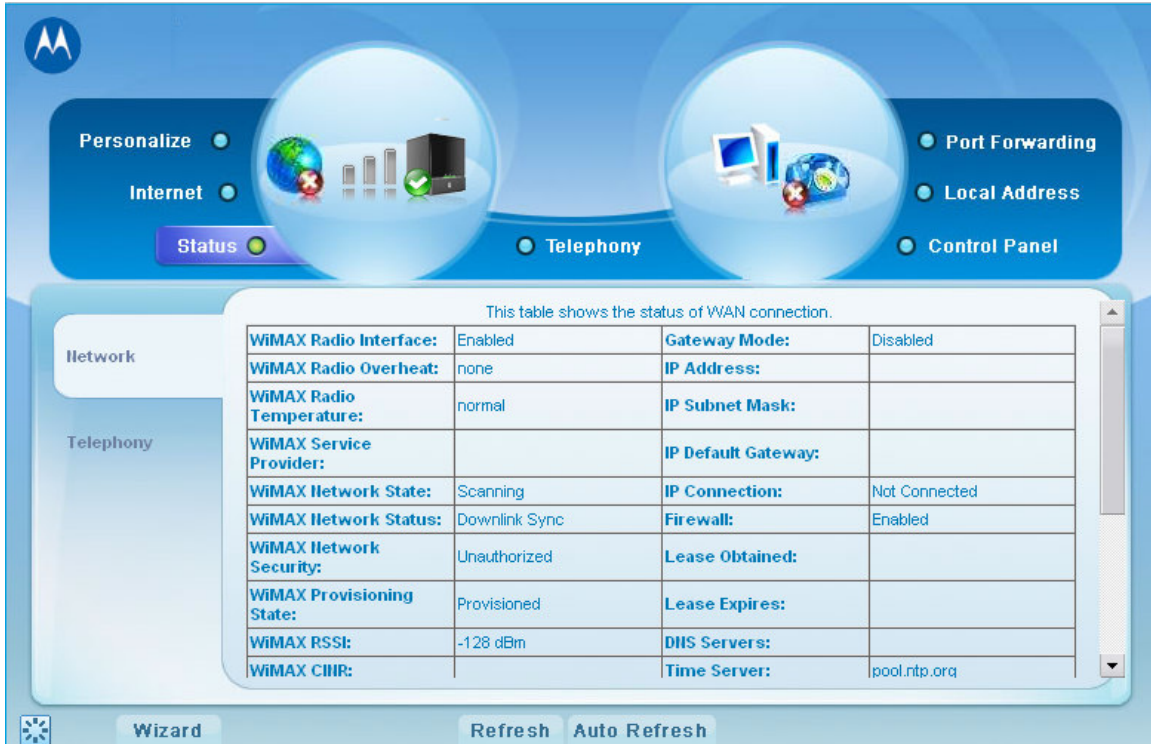 Personalize
Internet
Status
Telephony
Port Forwarding
Local Address
Control Panel
Network
Telephony
This table shows the status of WAN connection.
WiMAX Radio Interface: Enabled Gateway Mode: Disabled
WiMAX Radio Overheat: none IP Address:
WiMAX Radio Temperature: normal IP Subnet Mask:
WiMAX Service Provider: IP Default Gateway:
WiMAX Network State: Scanning IP Connection: Not Connected
WiMAX Network Status: Downlink Sync Firewall: Enabled
WiMAX Network Security: Unauthorized Lease Obtained:
WiMAX Provisioning State: Provisioned Lease Expires:
WiMAX RSSI: -128 dBm DNS Servers:
WiMAX CINR: Time Server: pool.ntp.org
Wizard
Refresh
Auto Refresh